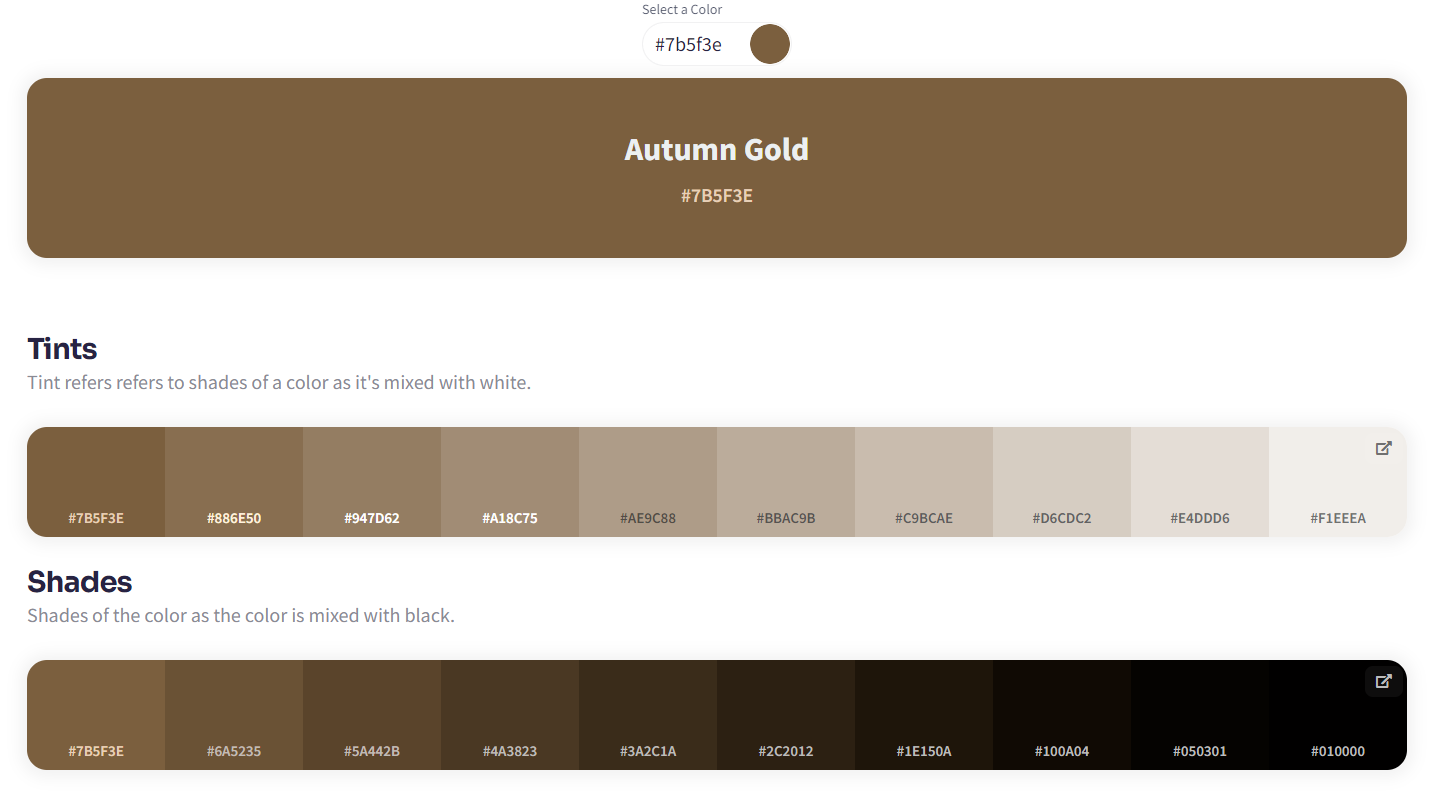 Select a Color
#7b5f3e
Autumn Gold
#7B5F3E
Tints
Tint refers refers to shades of a color as it's mixed with white.
#7B5F3E #886E50 #947D62 #A18C75 #AE9C88 #BBAC9B #C9BCAE #D6CDC2 #E4DDD6 #F1EEEA
Shades
Shades of the color as the color is mixed with black.
#7B5F3E #6A5235 #5A442B #4A3823 #3A2C1A #2C2012 #1E150A #100A04 #050301 #010000